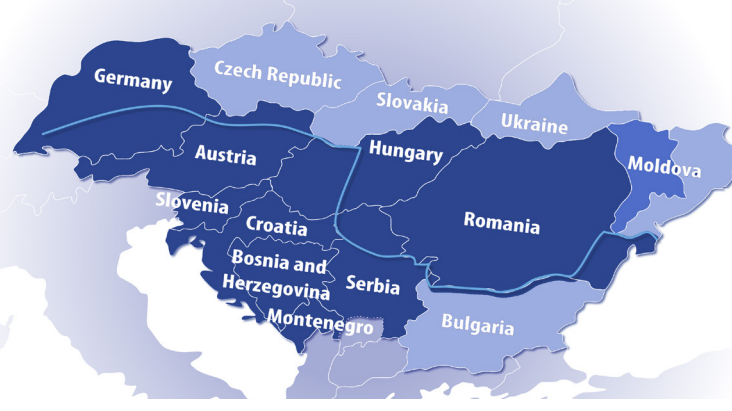 Germany
Czech Republic
Slovakia
Ukraine
Moldova
Austria
Hungary
Slovenia
Croatia
Romania
Bosnia and
Herzegovina
Serbia
Montenegro
Bulgaria